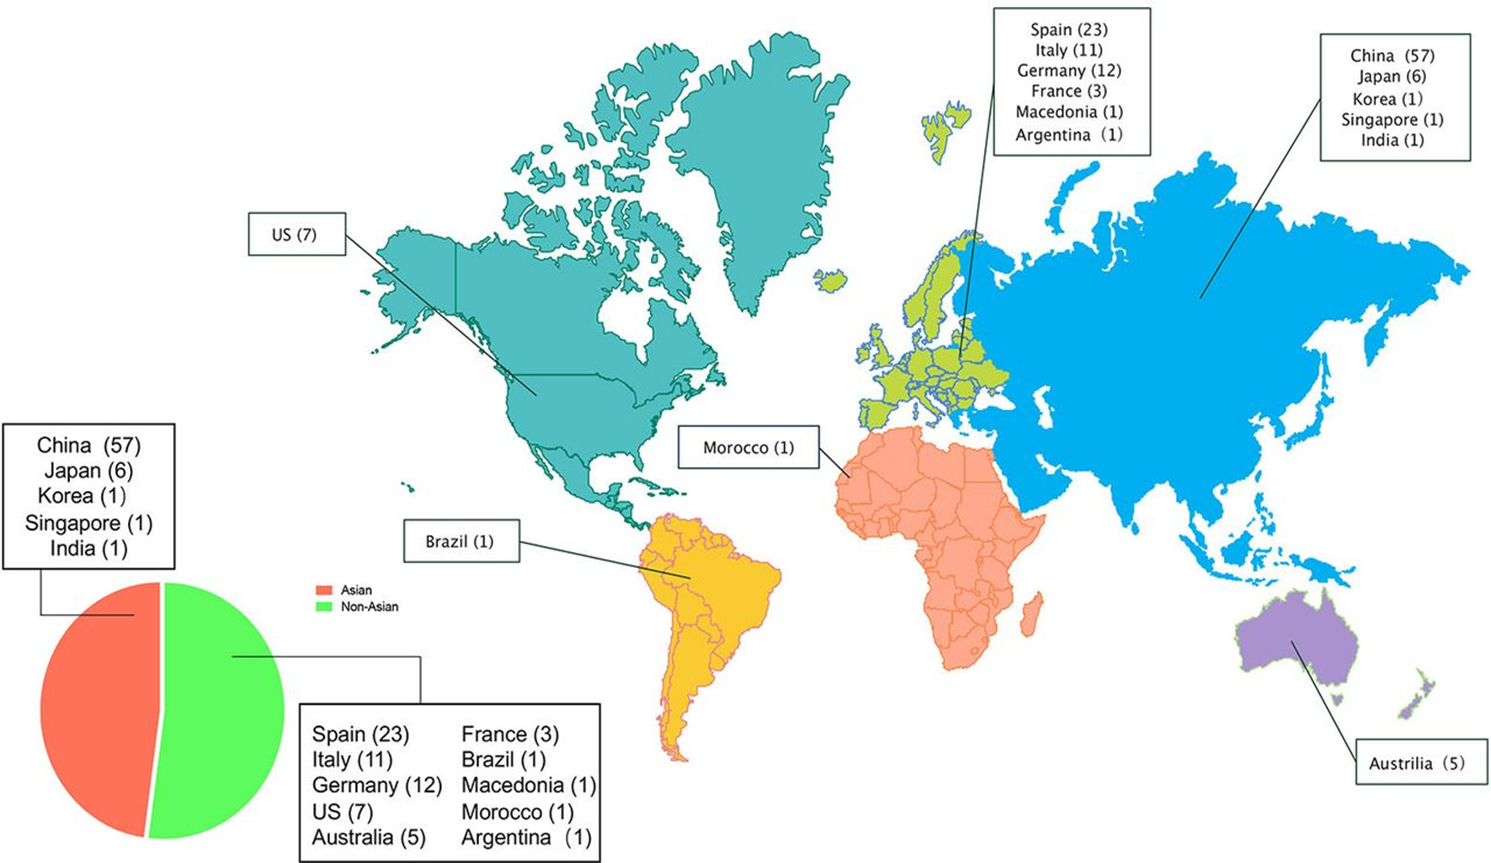 Spain (23)
Italy (11)
Germany (12)
France (3)
Macedonia (1)
Argentina (1)
China (57)
Japan (6)
Korea (1)
Singapore (1)
India (1)
US (7)
Morocco (1)
Brazil (1)
Austrilia (5)
China (57)
Japan (6)
Korea (1)
Singapore (1)
India (1)
Asian
Non-Asian
Spain (23) France (3)
Italy (11) Brazil (1)
Germany (12) Macedonia (1)
US (7) Morocco (1)
Australia (5) Argentina (1)